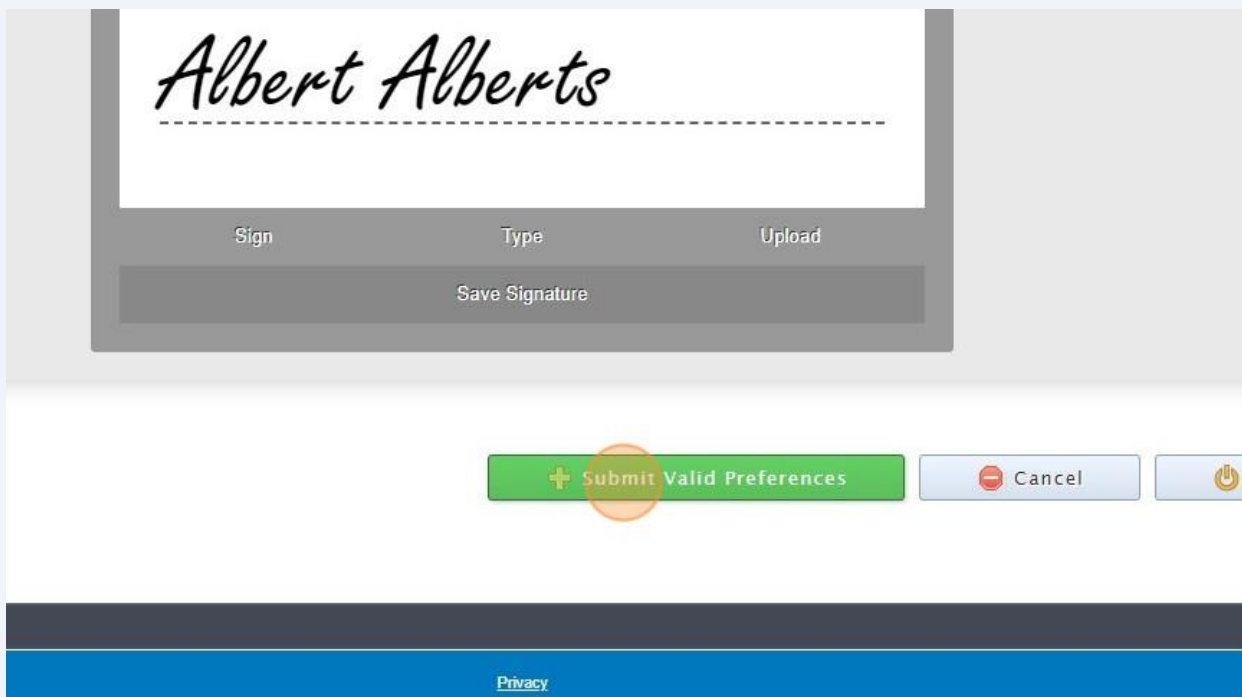 Albert Alberts
Sign Type Upload
Save Signature
Submit Valid Preferences Cancel
Privacy